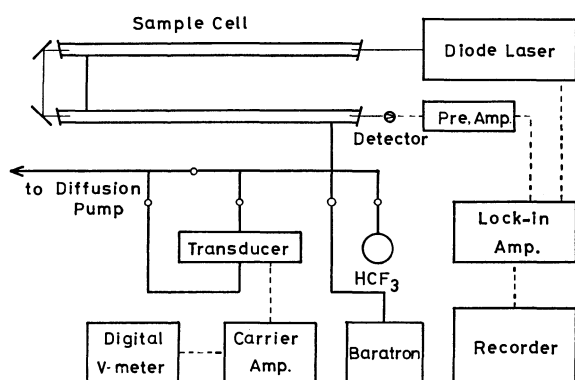 Sample Cell
Diode Laser
Pre, Amp.
Detector
to Diffusion
Pump
Transducer
HCF3
Lock-in
Amp.
Digital
V-meter
Carrier
Amp.
Baratron
Recorder